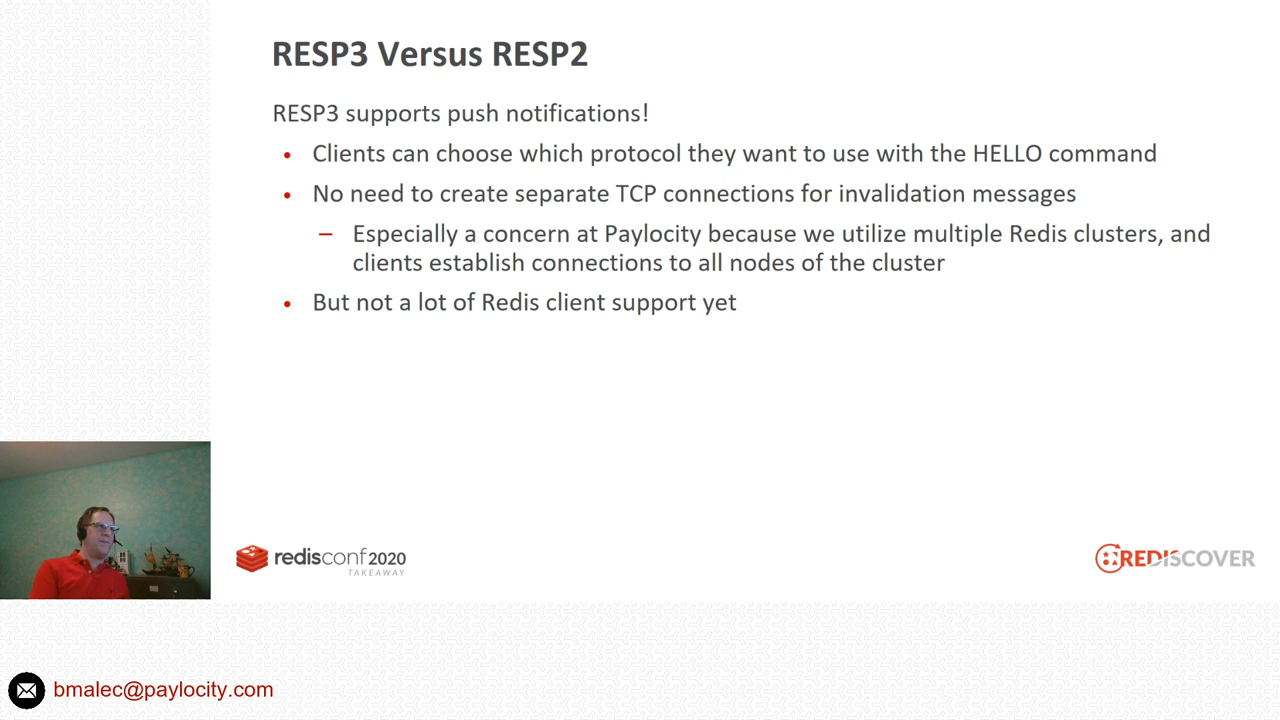 RESP3 Versus RESP2
RESP3 supports push notifications!
• Clients can choose which protocol they want to use with the HELLO command
• No need to create separate TCP connections for invalidation messages
– Especially a concern at Paylocity because we utilize multiple Redis clusters, and
clients establish connections to all nodes of the cluster
• But not a lot of Redis client support yet
redisconf 2020
TAKEAWAY
REDISCOVER
bmalec@paylocity.com